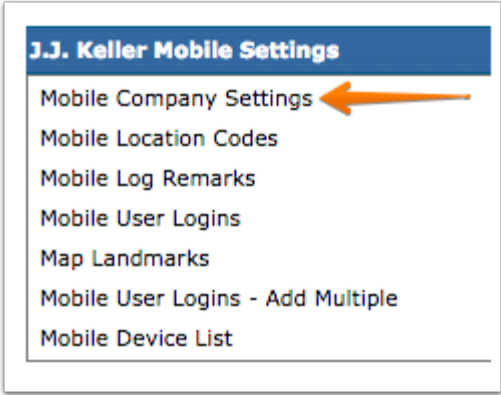 J.J. Keller Mobile Settings
Mobile Company Settings
Mobile Location Codes
Mobile Log Remarks
Mobile User Logins
Map Landmarks
Mobile User Logins - Add Multiple
Mobile Device List